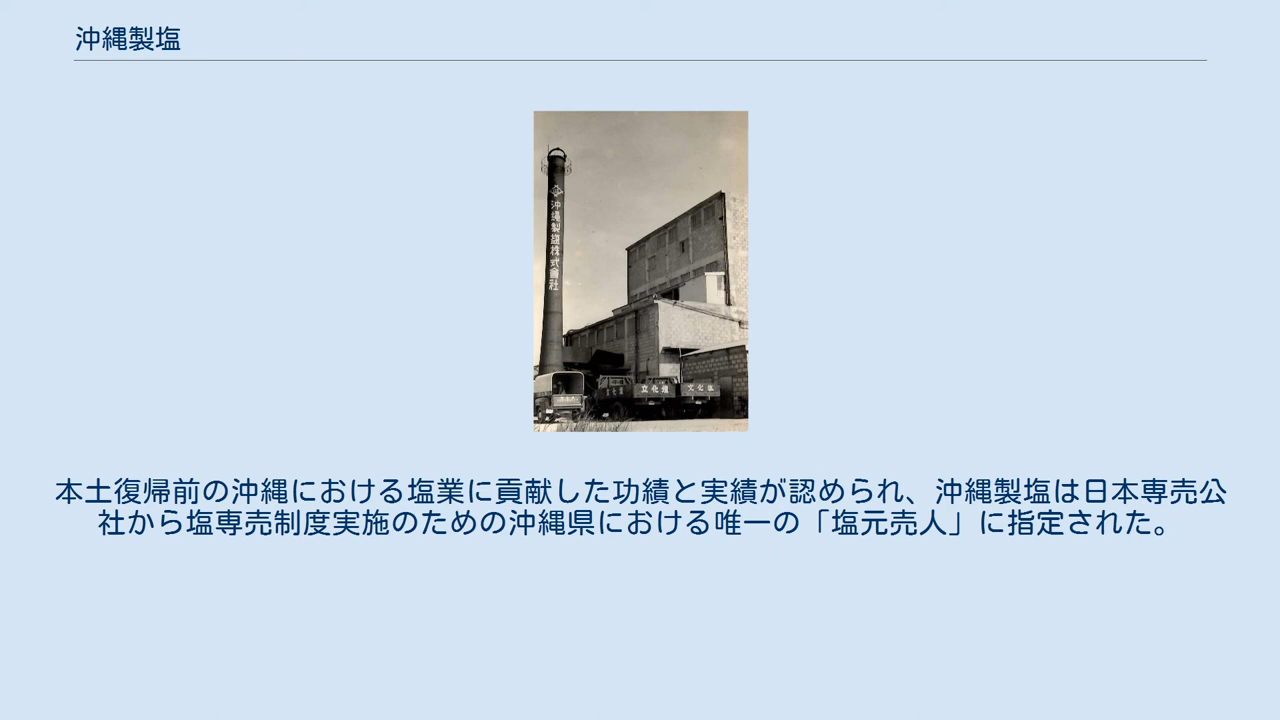 沖縄製塩
沖縄製塩株式會社
文化塩
文化塩
文化塩
本土復帰前の沖縄における塩業に貢献した功績と実績が認められ、沖縄製塩は日本専売公
社から塩専売制度実施のための沖縄県における唯一の「塩元売人」に指定された。